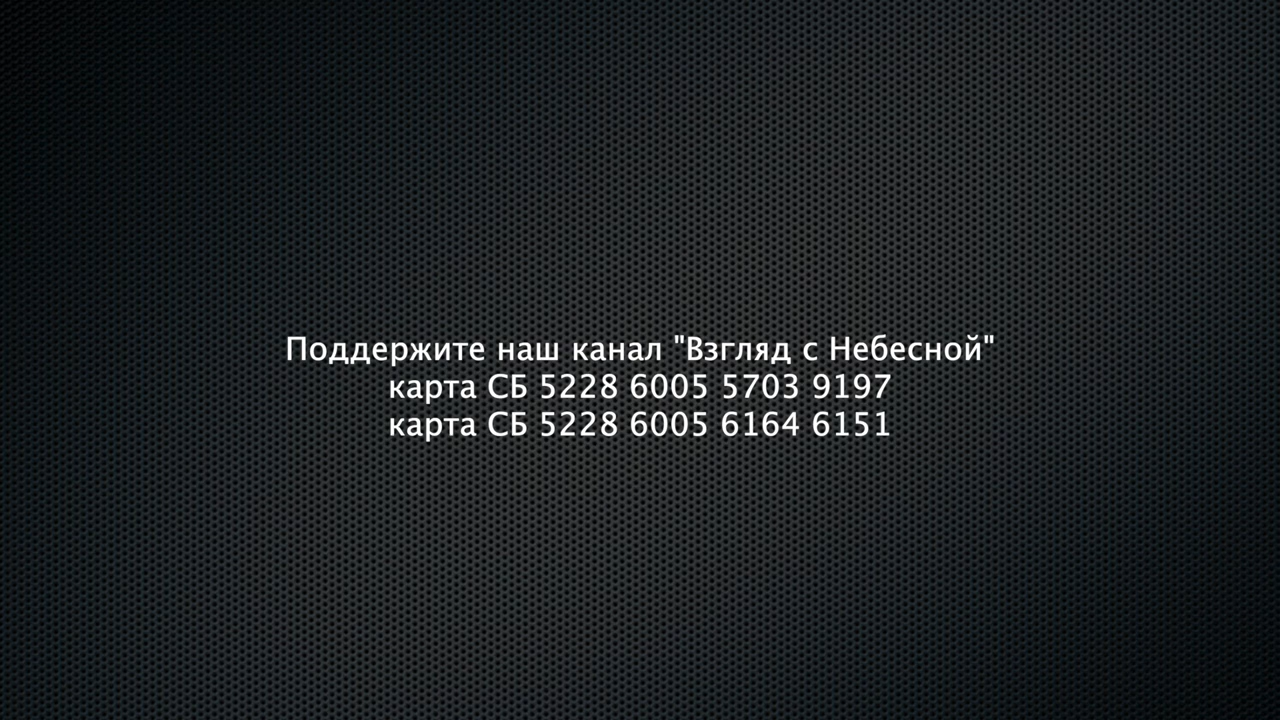 Поддержите наш канал "Взгляд с Небесной"
карта СБ 5228 6005 5703 9197
карта СБ 5228 6005 6164 6151